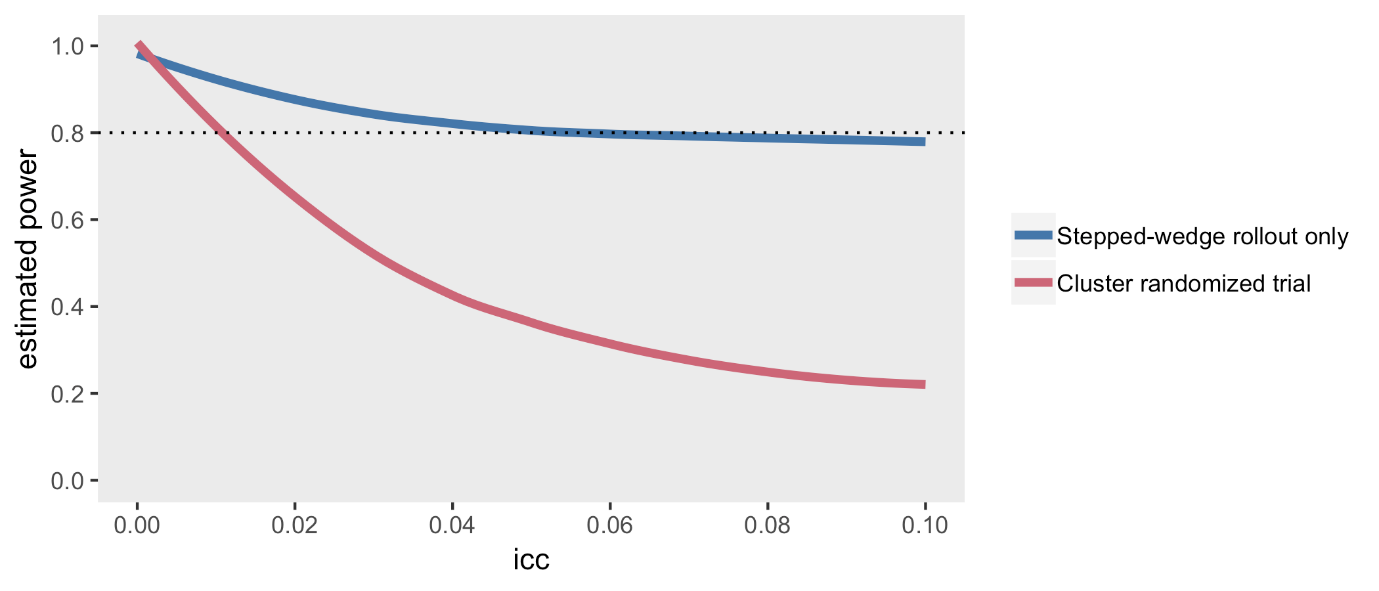 estimated power
1.0
0.8
0.6
0.4
0.2
0.0
0.00 0.02 0.04 0.06 0.08 0.10
icc
Stepped-wedge rollout only
Cluster randomized trial